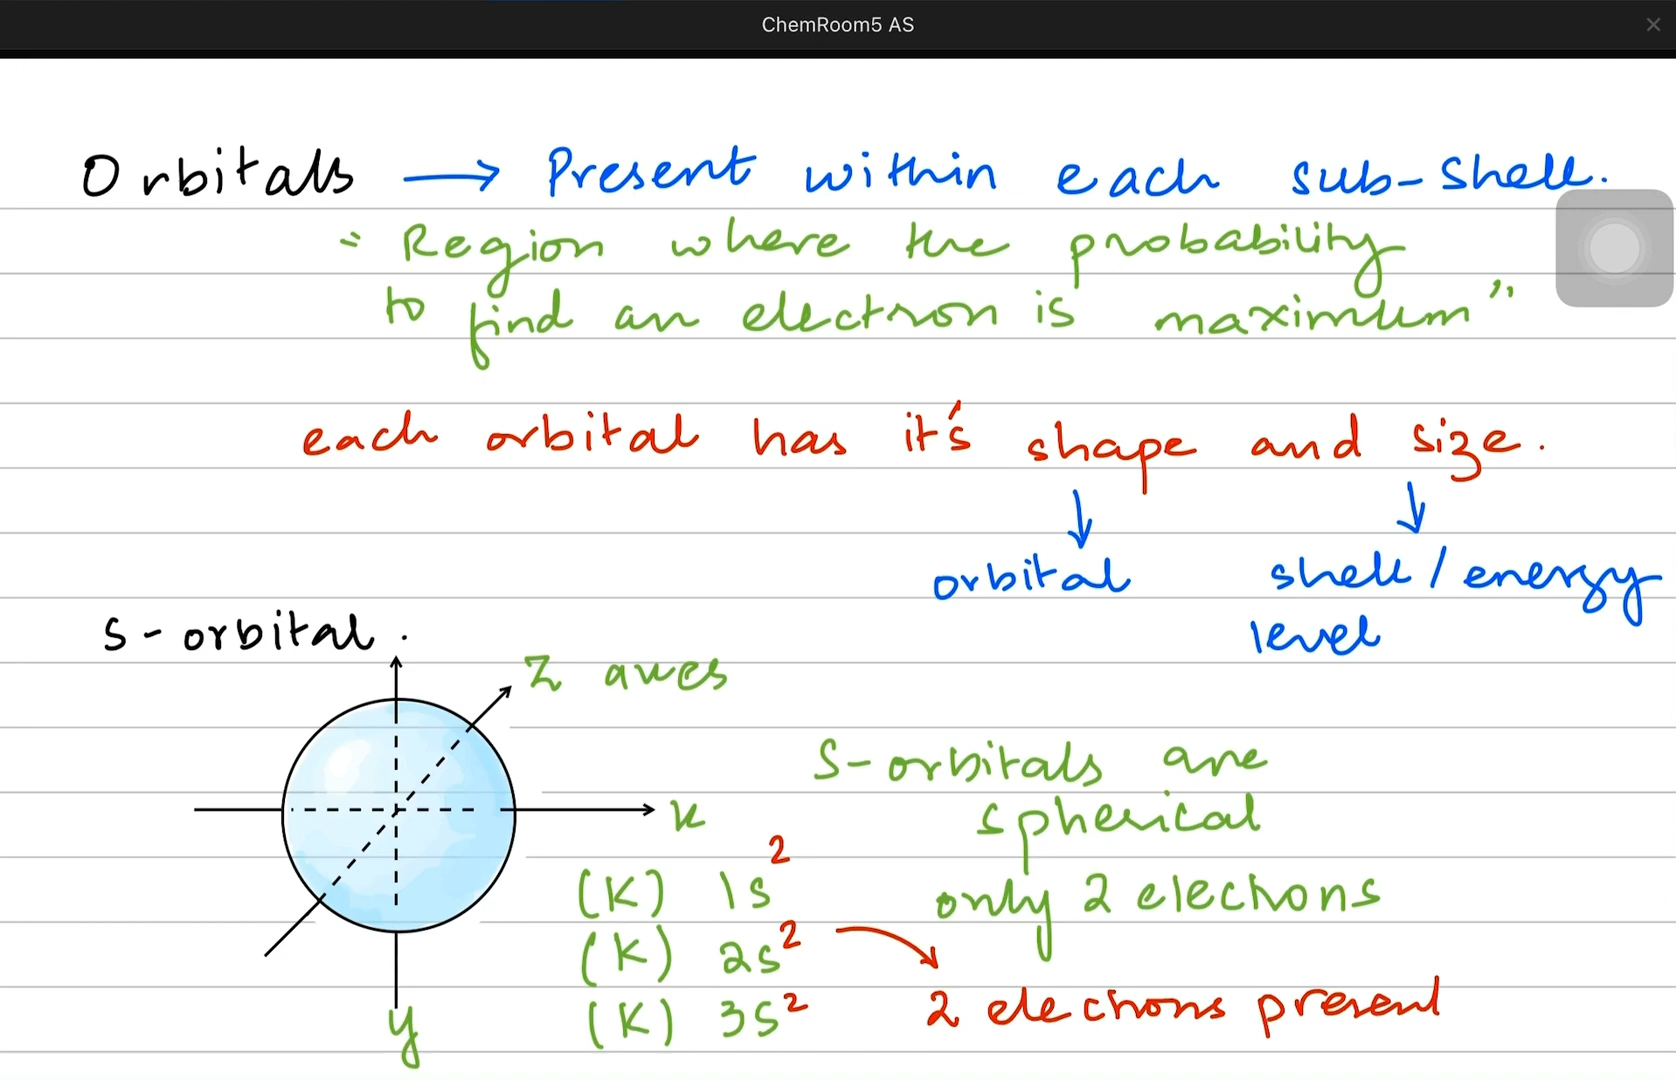 ChemRoom5 AS
Orbitals → Present within each sub-shell.
" Region where the probability
to find an electron is maximum"
each orbital has it's shape and size.
↓ ↓
orbital shell / energy
level
s-orbital.
Z axes
x
y
S-orbitals are
spherical
only 2 electrons
(K) 1s²
(K) 2s²
(K) 3s²
2 electrons present